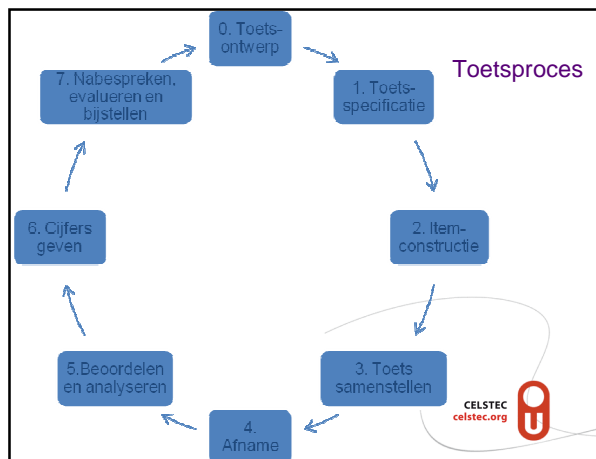 Toetsproces
0. Toets-
ontwerp
1. Toets-
specificatie
2. Item-
constructie
3. Toets
samenstellen
4.
Afname
5.Beoordelen
en analyseren
6. Cijfers
geven
7. Nabespreken,
evalueren en
bijstellen
CELSTEC
celstec.org